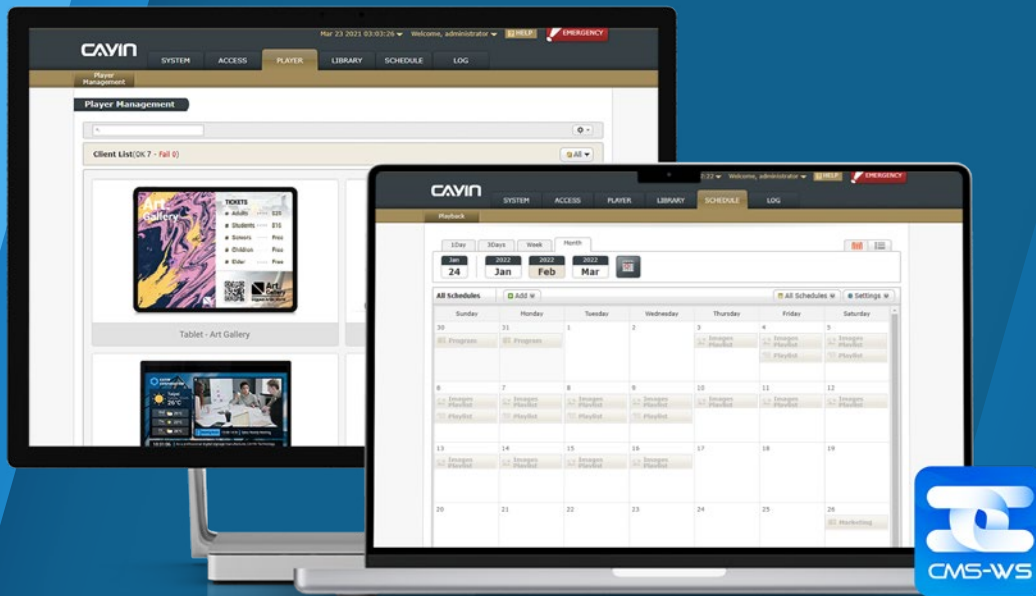 Mar 23 2021 03:03:26 Welcome, administrator HELP EMERGENCY
CAVIN
SYSTEM ACCESS PLAYER LIBRARY SCHEDULE LOG
Player
Management
Player Management
Client List(OK 7 - Fail 0) All
Art
Gallery
TICKETS
Adults
Students
Seniors Free
Children Free
Elder Free
Art
Gallery
Tablet - Art Gallery
26°C
:22 Welcome, administrator HELP EMERGENCY
CAVIN
SYSTEM ACCESS PLAYER LIBRARY SCHEDULE LOG
Playback
1Day 3Days Week Month
Jan 2022 2022 2022
24 Jan Feb Mar
All Schedules Add All Schedules Settings
Sunday Monday Tuesday Wednesday Thursday Friday Saturday
30 31 1 2 3 4 5
Program Program Images Playlist Images Playlist Images Playlist
Playlist Playlist
6 7 8 9 10 11 12
Images Playlist Images Playlist Images Playlist Images Playlist Images Playlist Images Playlist Images Playlist
Playlist Playlist Playlist Playlist
13 14 15 16 17 18 19
Images Playlist Images Playlist Images Playlist Images Playlist
20 21 22 23 24 25 26
Marketing
CMS-WS